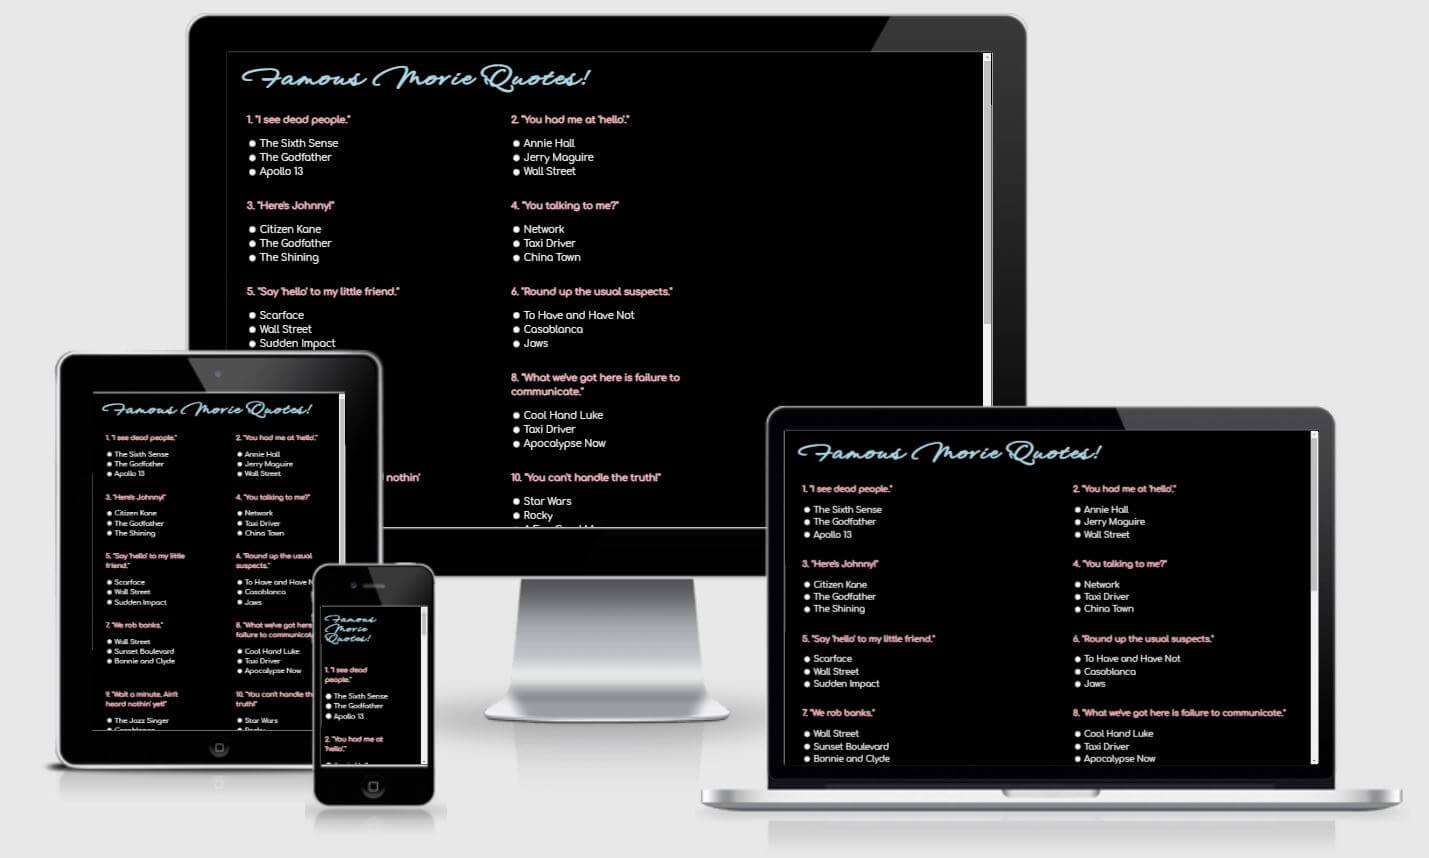 Famous Movie Quotes!
1. "I see dead people."
The Sixth Sense
The Godfather
Apollo 13
2. "You had me at 'hello'."
Annie Hall
Jerry Maguire
Wall Street
3. "Here's Johnny!"
Citizen Kane
The Godfather
The Shining
4. "You talking to me?"
Network
Taxi Driver
China Town
5. "Say 'hello' to my little friend."
Scarface
Wall Street
Sudden Impact
6. "Round up the usual suspects."
To Have and Have Not
Casablanca
Jaws
8. "What we've got here is failure to
communicate."
Cool Hand Luke
Taxi Driver
Apocalypse Now
nothin'
10. "You can't handle the truth!"
Star Wars
Rocky
Famous Movie Quotes!
1. "I see dead people."
The Sixth Sense
The Godfather
Apollo 13
2. "You had me at 'hello'."
Annie Hall
Jerry Maguire
Wall Street
3. "Here's Johnny!"
Citizen Kane
The Godfather
The Shining
4. "You talking to me?"
Network
Taxi Driver
China Town
5. "Say 'hello' to my little
friend."
Scarface
Wall Street
Sudden Impact
6. "Round up the usual
suspects."
To Have and Have
Casablanca
Jaws
7. "We rob banks."
Wall Street
Sunset Boulevard
Bonnie and Clyde
8. "What we've got here
failure to
Cool Hand Luke
Taxi Driver
Apocalypse Now
9. "Wait a minute, Ain't
heard nothin' yet!"
The Jazz Singer
10. "You can't handle
truth!"
Star Wars
Famous
Movie
Quotes!
1. "I see dead
people."
The Sixth Sense
The Godfather
Apollo 13
2. "You had me at
'hello'."
Famous Movie Quotes!
1. "I see dead people."
The Sixth Sense
The Godfather
Apollo 13
2. "You had me at 'hello'."
Annie Hall
Jerry Maguire
Wall Street
3. "Here's Johnny!"
Citizen Kane
The Godfather
The Shining
4. "You talking to me?"
Network
Taxi Driver
China Town
5. "Say 'hello' to my little friend."
Scarface
Wall Street
Sudden Impact
6. "Round up the usual suspects."
To Have and Have Not
Casablanca
Jaws
7. "We rob banks."
Wall Street
Sunset Boulevard
Bonnie and Clyde
8. "What we've got here is failure to communicate."
Cool Hand Luke
Taxi Driver
Apocalypse Now